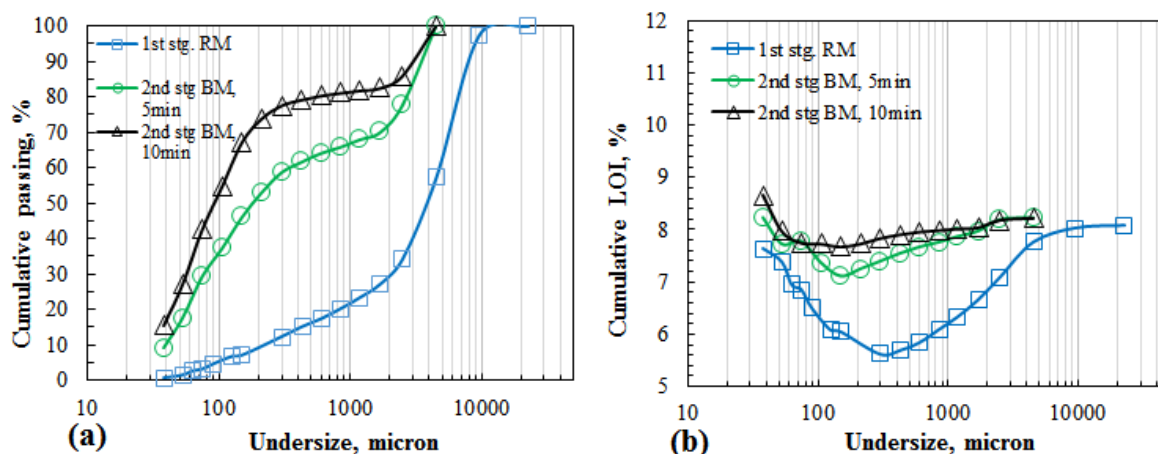 Cumulative passing, %
100
90
80
70
60
50
40
30
20
10
0
1st stg. RM
2nd stg BM,
5min
2nd stg BM,
10min
10
100
1000
10000
(a)
Undersize, micron
Cumulative LOI, %
12
11
10
9
8
7
6
5
1st stg. RM
2nd stg BM, 5min
2nd stg BM, 10min
10
100
1000
10000
(b)
Undersize, micron